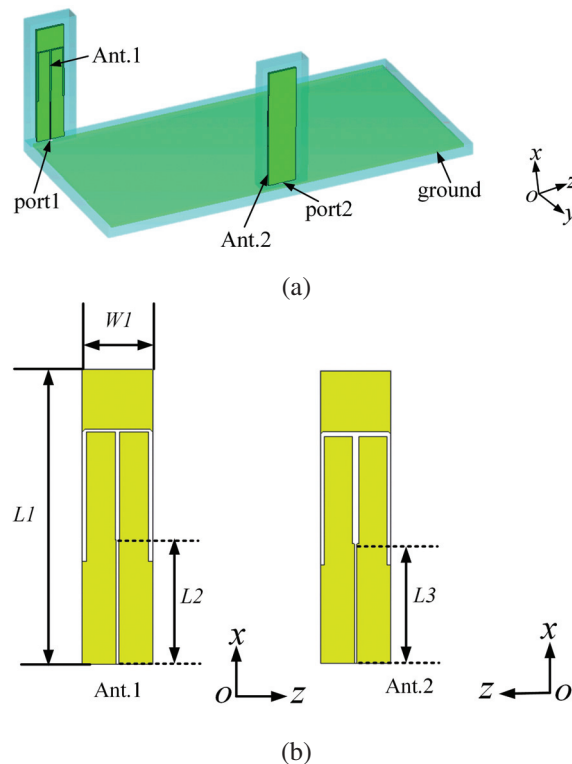 Ant.1
port1
Ant.2
port2
ground
x
z
o
y
(a)
W1
L1
L2
L3
x
o
z
Ant.1
Ant.2
x
z
o
(b)